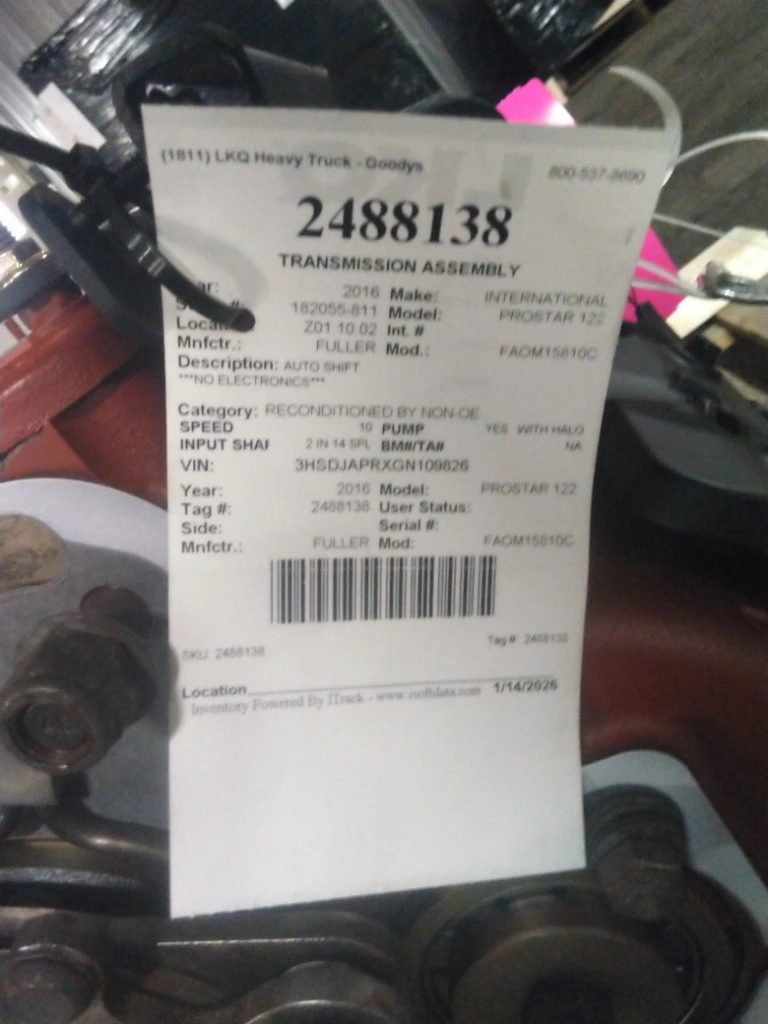 (1811) LKQ Heavy Truck - Goodys 800-537-8690
2488138
TRANSMISSION ASSEMBLY
ar: 2016 Make: INTERNATIONAL
#: 182055-811 Model: PROSTAR 122
Locati Z01 10 02 Int. #
Mnfctr.: FULLER Mod.: FAOM15810C
Description: AUTO SHIFT
***NO ELECTRONICS***
Category: RECONDITIONED BY NON-OE
SPEED 10 PUMP YES WITH HALO
INPUT SHAF 2 IN 14 SPL BM#/TA# NA
VIN: 3HSDJAPRXGN109826
Year: 2016 Model: PROSTAR 122
Tag #: 2488138 User Status:
Side: Serial #:
Mnfctr.: FULLER Mod: FAOM15810C
SKU: 2488138 Tag # 2488138
Location 1/14/2026
Inventory Powered By ITrack - www.isoftdata.com